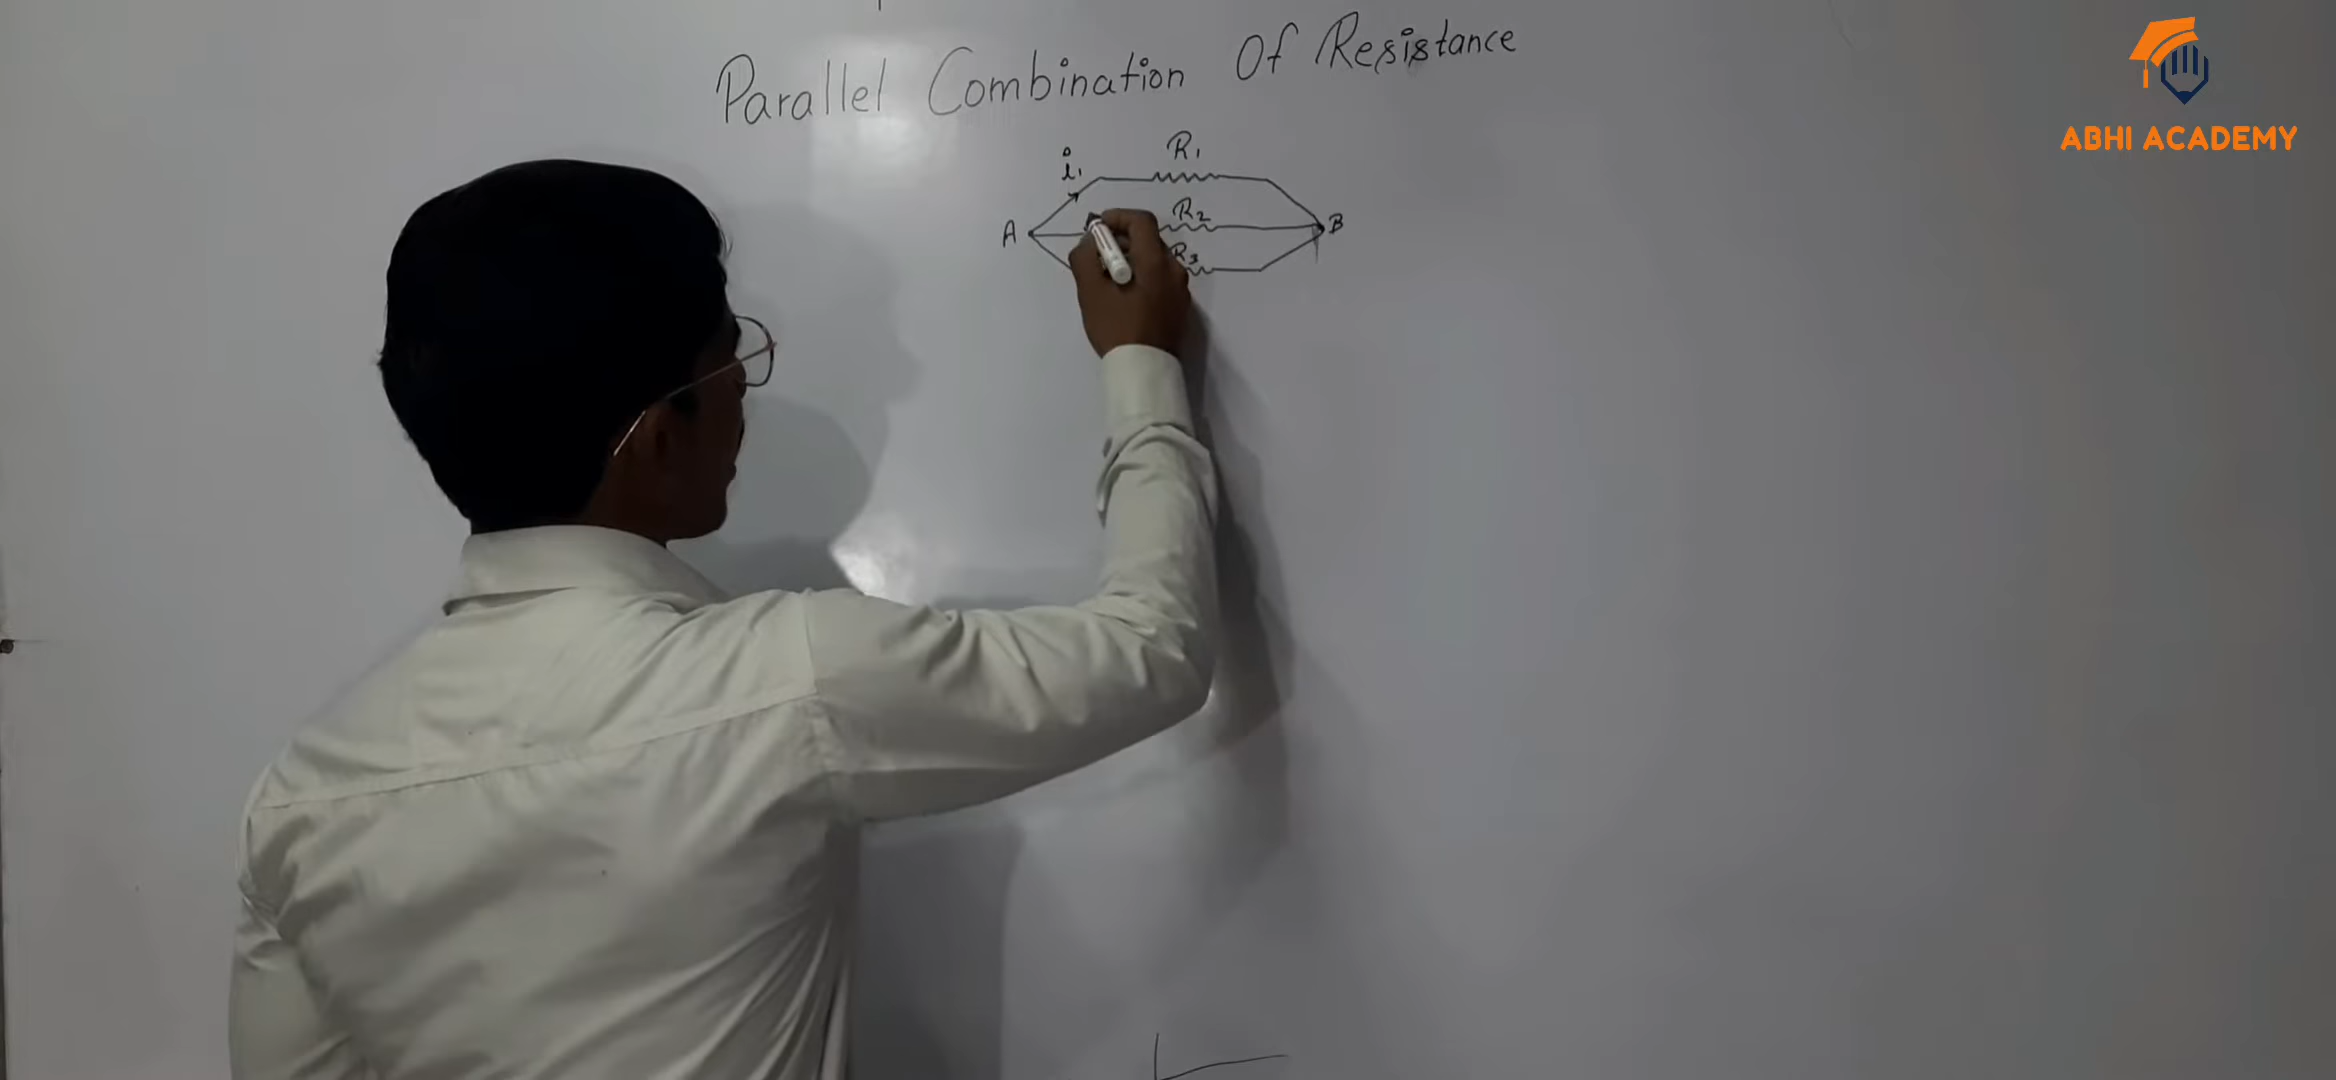 Parallel Combination Of Resistance
ABHI ACADEMY
i₁ R₁
R₂
A B
R₃